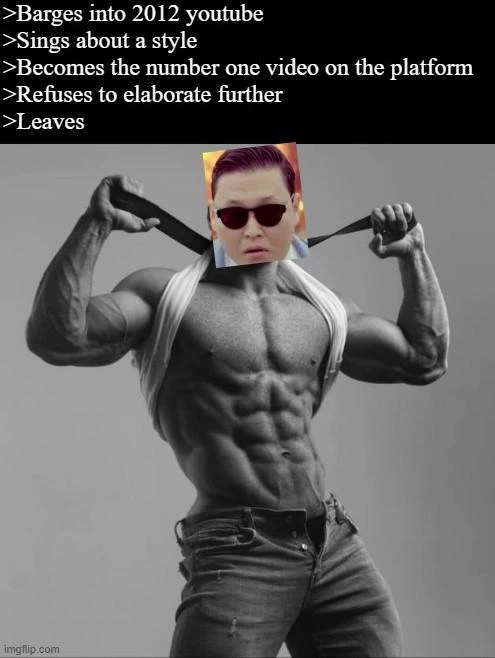 >Barges into 2012 youtube
>Sings about a style
>Becomes the number one video on the platform
>Refuses to elaborate further
>Leaves
imgflip.com